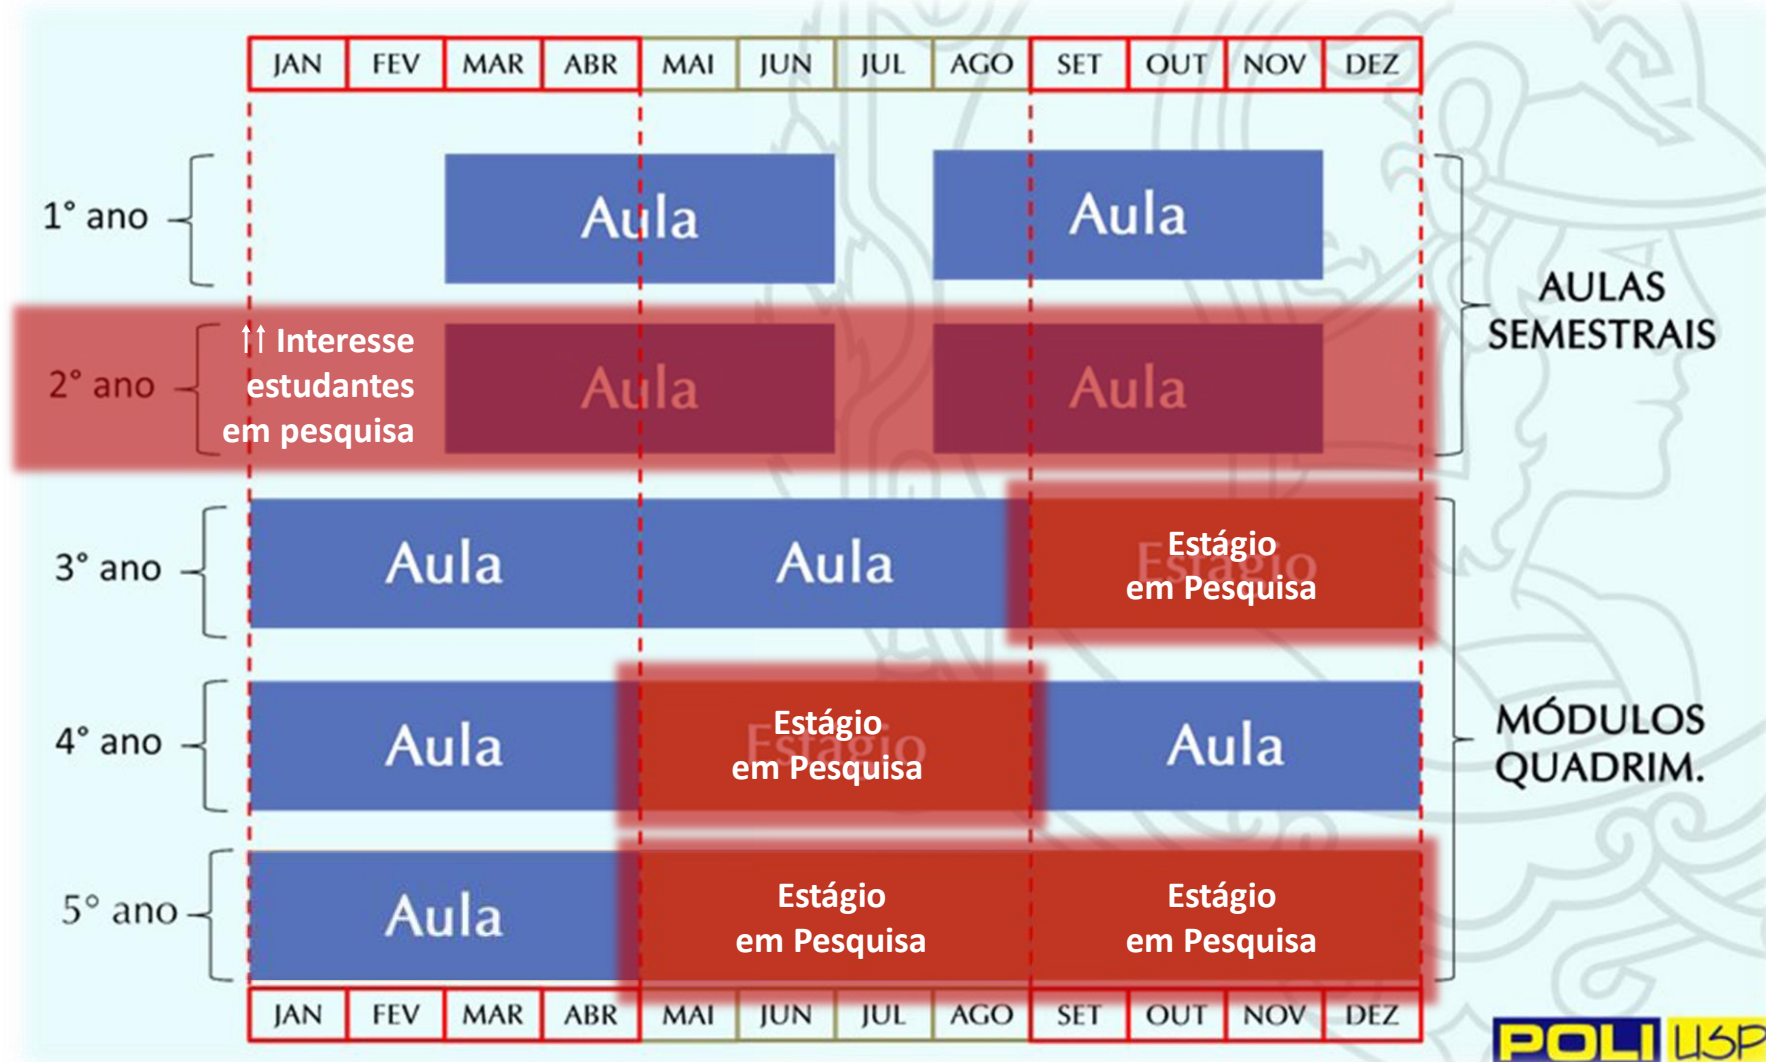 JAN FEV MAR ABR MAI JUN JUL AGO SET OUT NOV DEZ
1° ano
Aula
Aula
2° ano
↑↑ Interesse
estudantes
em pesquisa
Aula
Aula
AULAS
SEMESTRAIS
3° ano
Aula
Aula
Estágio
Estágio
em Pesquisa
4° ano
Aula
Estágio
Estágio
em Pesquisa
Aula
MÓDULOS
QUADRIM.
5° ano
Aula
Estágio
em Pesquisa
Estágio
em Pesquisa
JAN FEV MAR ABR MAI JUN JUL AGO SET OUT NOV DEZ
POLI USP